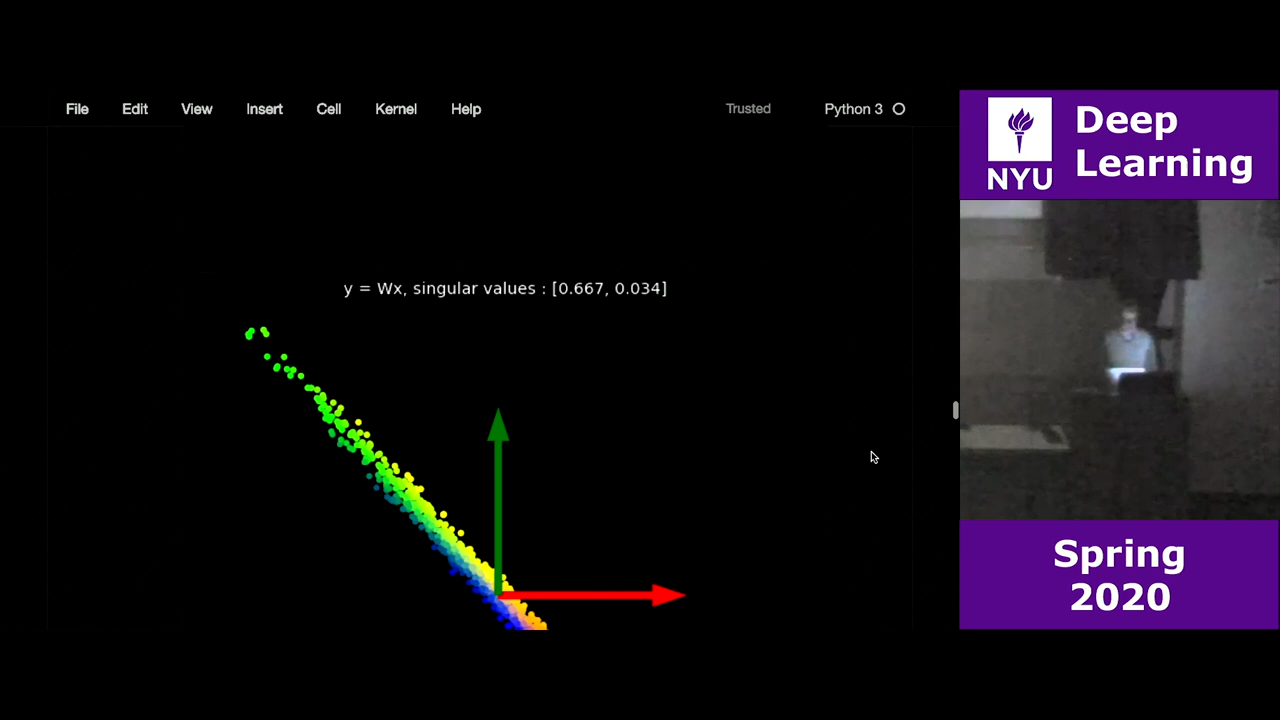 File Edit View Insert Cell Kernel Help Trusted Python 3
y = Wx, singular values : [0.667, 0.034]
NYU
Deep
Learning
Spring
2020